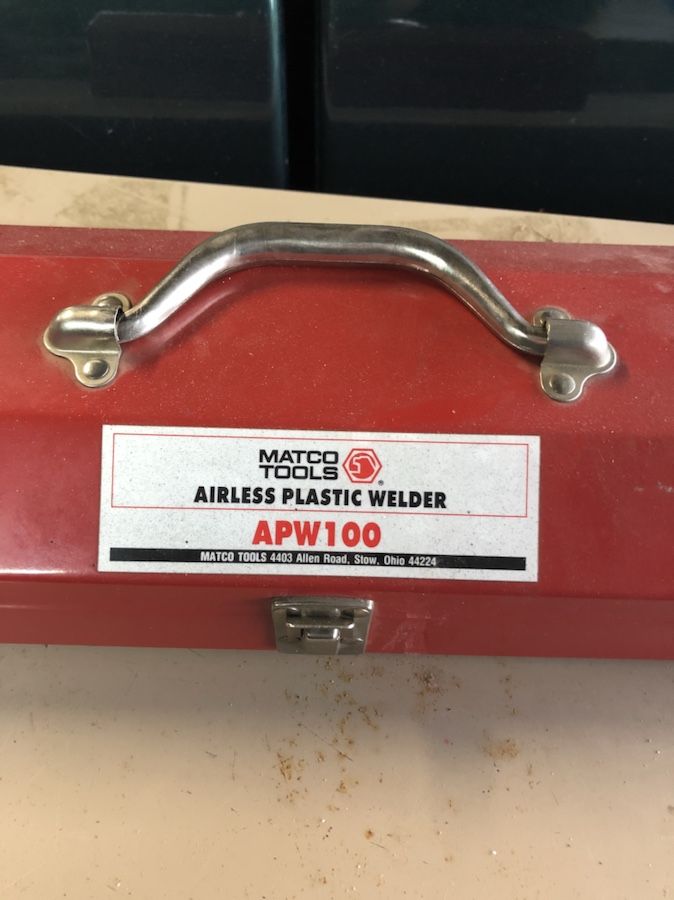 MATCO
TOOLS ®
AIRLESS PLASTIC WELDER
APW100
MATCO TOOLS 4403 Allen Road, Stow, Ohio 44224